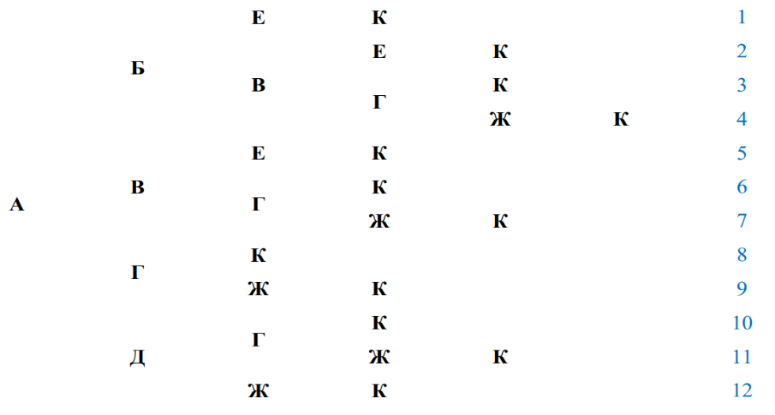 Е К 1
Е К 2
Б
В К 3
Г
Ж К 4
Е К 5
В К 6
А Г
Ж К 7
К 8
Г
Ж К 9
К 10
Г
Д Ж К 11
Ж К 12